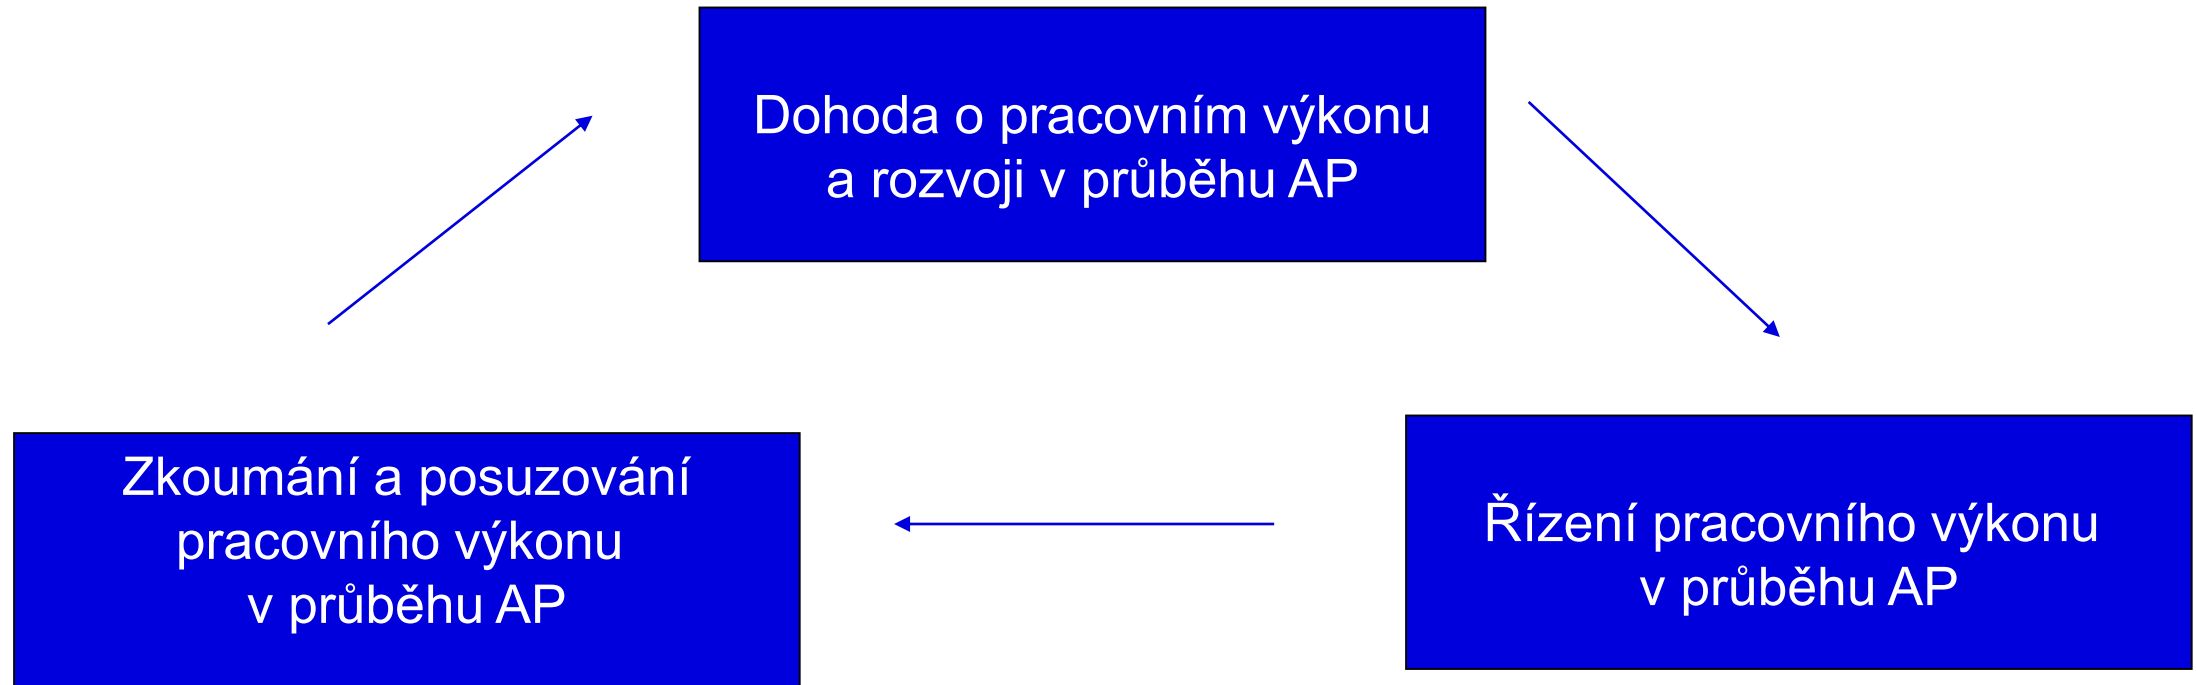 Dohoda o pracovním výkonu
a rozvoji v průběhu AP
Zkoumání a posuzování
pracovního výkonu
v průběhu AP
Řízení pracovního výkonu
v průběhu AP